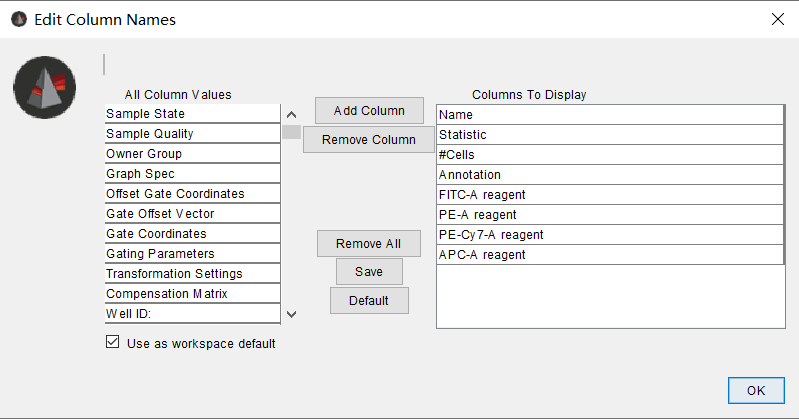 Edit Column Names
All Column Values
Sample State
Sample Quality
Owner Group
Graph Spec
Offset Gate Coordinates
Gate Offset Vector
Gate Coordinates
Gating Parameters
Transformation Settings
Compensation Matrix
Well ID:
Use as workspace default
Add Column
Remove Column
Remove All
Save
Default
Columns To Display
Name
Statistic
#Cells
Annotation
FITC-A reagent
PE-A reagent
PE-Cy7-A reagent
APC-A reagent
OK